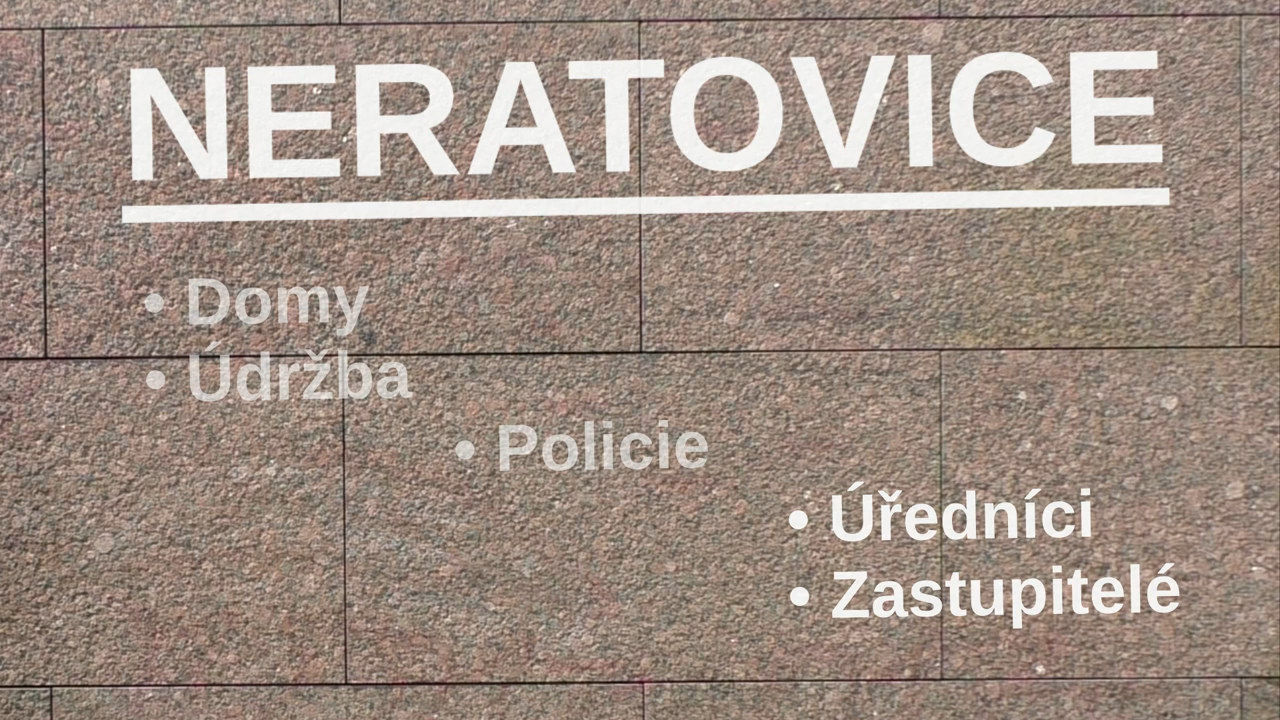 NERATOVICE
• Domy
• Údržba
• Policie
• Úředníci
• Zastupitelé